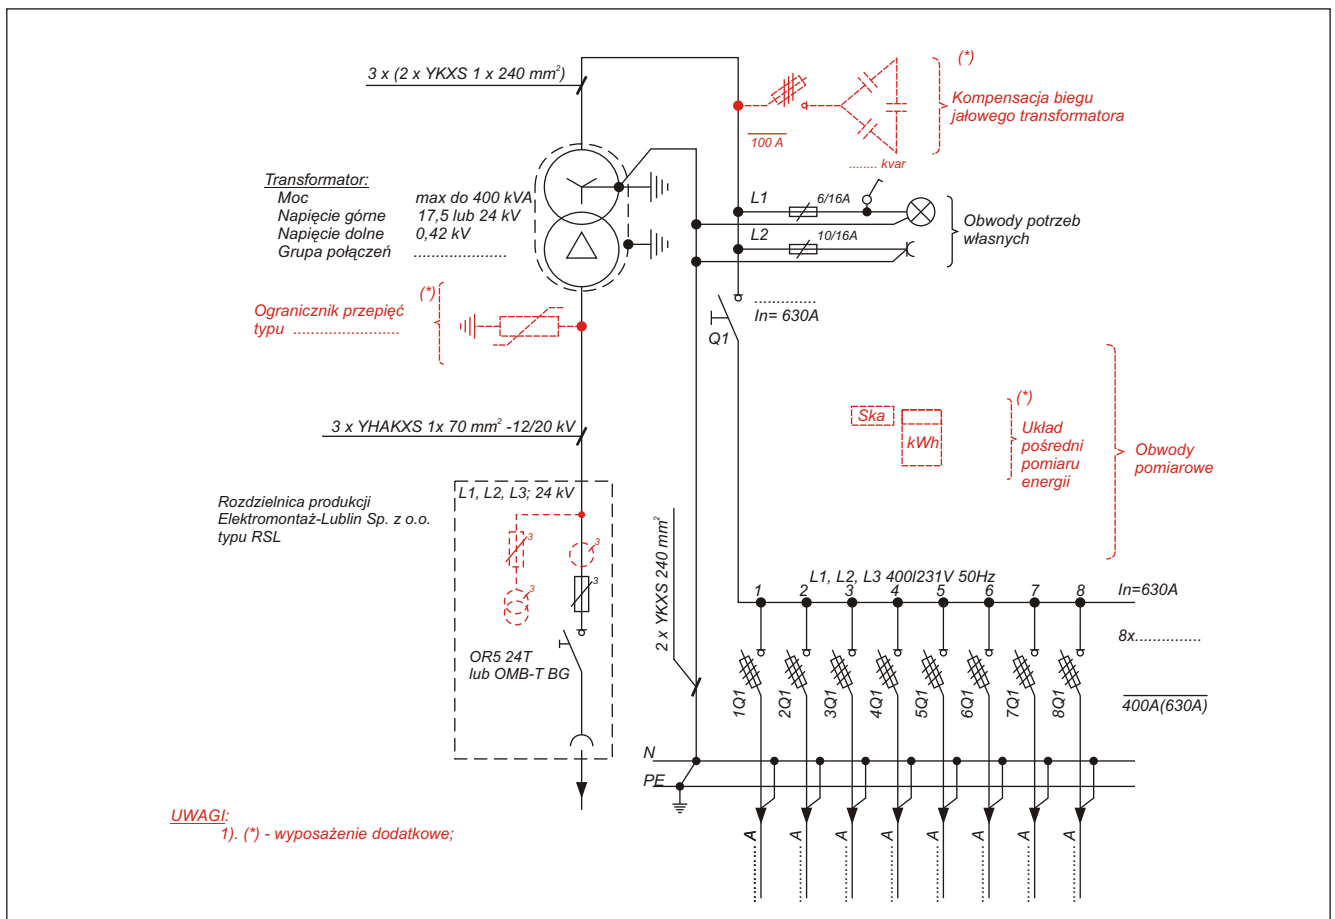 3 x (2 x YKXS 1 x 240 mm²)
(*)
Kompensacja biegu
jałowego transformatora
100 A
........ kvar
Transformator:
Moc max do 400 kVA
Napięcie górne 17,5 lub 24 kV
Napięcie dolne 0,42 kV
Grupa połączeń .....................
L1
6/16A
L2
10/16A
Obwody potrzeb
własnych
(*)
Ogranicznik przepięć
typu ........................
..............
In= 630A
Q1
3 x YHAKXS 1x 70 mm² -12/20 kV
(*)
Ska
kWh
Układ
pośredni
pomiaru
energii
Obwody
pomiarowe
Rozdzielnica produkcji
Elektromontaż-Lublin Sp. z o.o.
typu RSL
L1, L2, L3; 24 kV
3
3
3
3
OR5 24T
lub OMB-T BG
2 x YKXS 240 mm²
L1, L2, L3 400l231V 50Hz
1 2 3 4 5 6 7 8
In=630A
8x...............
1Q1 2Q1 3Q1 4Q1 5Q1 6Q1 7Q1 8Q1
400A(630A)
N
PE
UWAGI:
1). (*) - wyposażenie dodatkowe;
.............. A .............. A .............. A .............. A .............. A .............. A .............. A .............. A